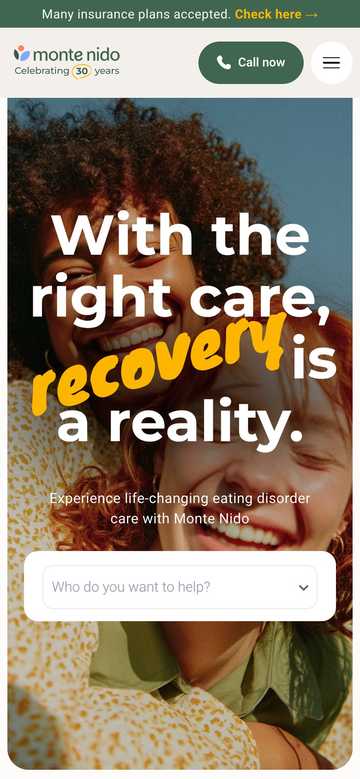 Many insurance plans accepted. Check here →
monte nido
Celebrating 30 years
Call now
With the
right care,
recovery is
a reality.
Experience life-changing eating disorder
care with Monte Nido
Who do you want to help?